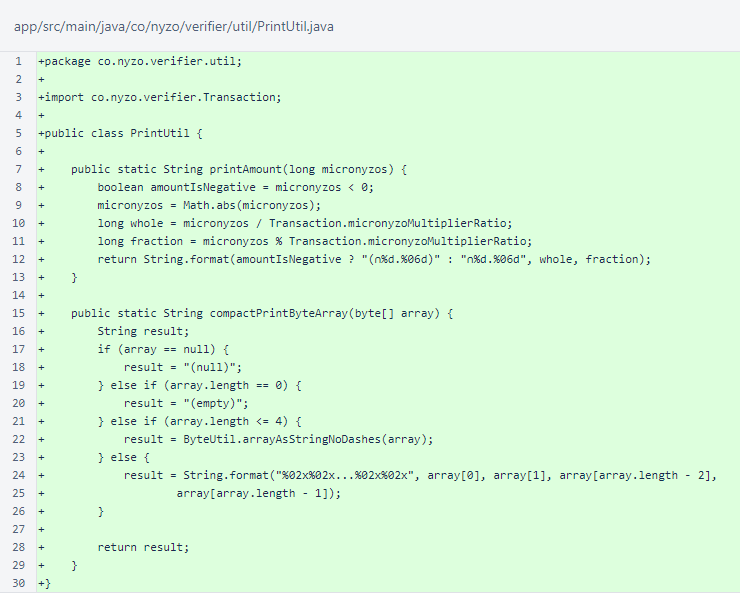 app/src/main/java/co/nyzo/verifier/util/PrintUtil.java
1 +package co.nyzo.verifier.util;
2 +
3 +import co.nyzo.verifier.Transaction;
4 +
5 +public class PrintUtil {
6 +
7 +    public static String printAmount(long micronyzos) {
8 +        boolean amountIsNegative = micronyzos < 0;
9 +        micronyzos = Math.abs(micronyzos);
10 +        long whole = micronyzos / Transaction.micronyzoMultiplierRatio;
11 +        long fraction = micronyzos % Transaction.micronyzoMultiplierRatio;
12 +        return String.format(amountIsNegative ? "(∩%d.%06d)" : "∩%d.%06d", whole, fraction);
13 +    }
14 +
15 +    public static String compactPrintByteArray(byte[] array) {
16 +        String result;
17 +        if (array == null) {
18 +            result = "(null)";
19 +        } else if (array.length == 0) {
20 +            result = "(empty)";
21 +        } else if (array.length <= 4) {
22 +            result = ByteUtil.arrayAsStringNoDashes(array);
23 +        } else {
24 +            result = String.format("%02x%02x...%02x%02x", array[0], array[1], array[array.length - 2],
25 +                    array[array.length - 1]);
26 +        }
27 +
28 +        return result;
29 +    }
30 +}